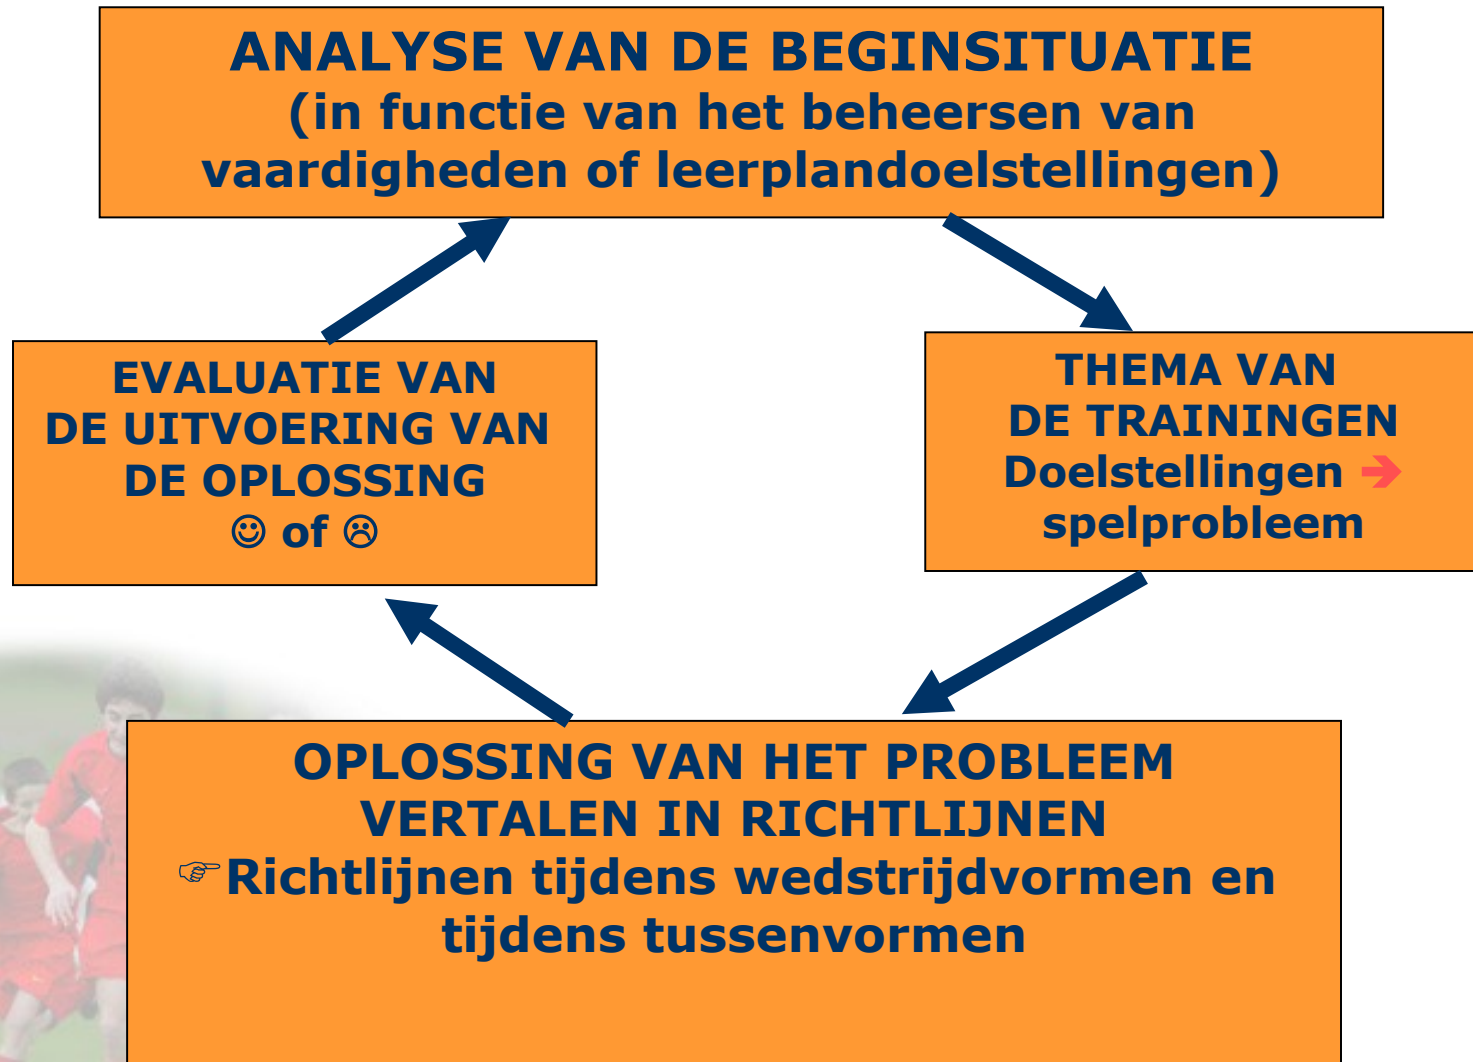 ANALYSE VAN DE BEGINSITUATIE
(in functie van het beheersen van
vaardigheden of leerplandoelstellingen)
EVALUATIE VAN
DE UITVOERING VAN
DE OPLOSSING
☺ of ☹
THEMA VAN
DE TRAININGEN
Doelstellingen ➔
spelprobleem
OPLOSSING VAN HET PROBLEEM
VERTALEN IN RICHTLIJNEN
☞Richtlijnen tijdens wedstrijdvormen en
tijdens tussenvormen